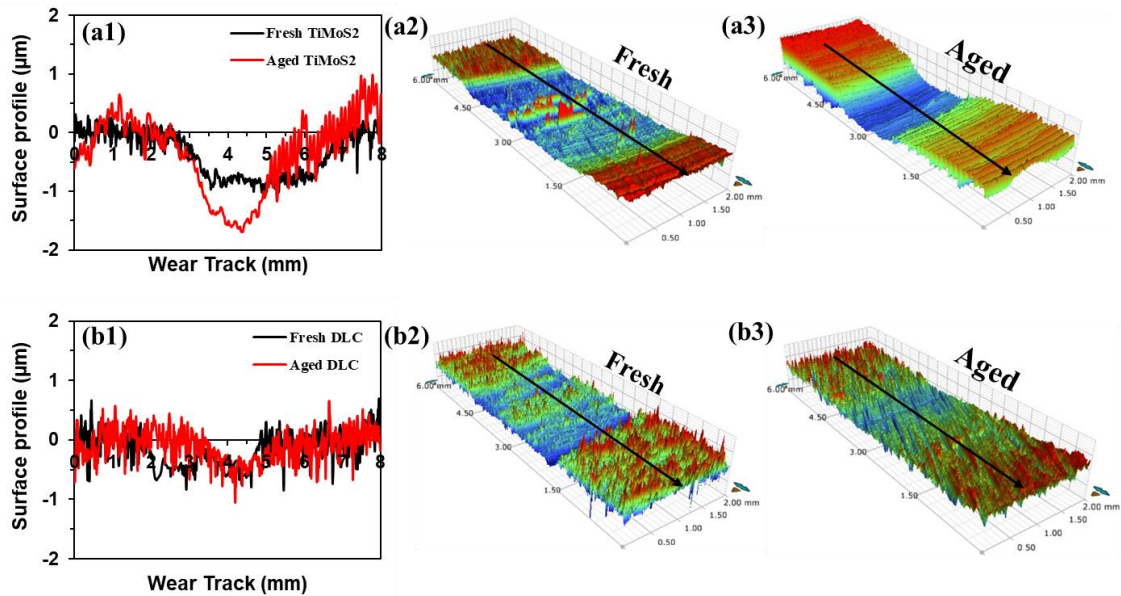 (a1)
Fresh TiMoS2
Aged TiMoS2
2
1
0
-1
-2
0 1 2 3 4 5 6 7 8
Surface profile (µm)
Wear Track (mm)
(a2)
Fresh
6.00 mm
4.50
3.00
1.50
0.50
1.00
1.50
2.00 mm
(a3)
Aged
6.00 mm
4.50
3.00
1.50
0.50
1.00
1.50
2.00 mm
(b1)
Fresh DLC
Aged DLC
2
1
0
-1
-2
0 1 2 3 4 5 6 7 8
Surface profile (µm)
Wear Track (mm)
(b2)
Fresh
6.00 mm
4.50
3.00
1.50
0.50
1.00
1.50
2.00 mm
(b3)
Aged
6.00 mm
4.50
3.00
1.50
0.50
1.00
1.50
2.00 mm